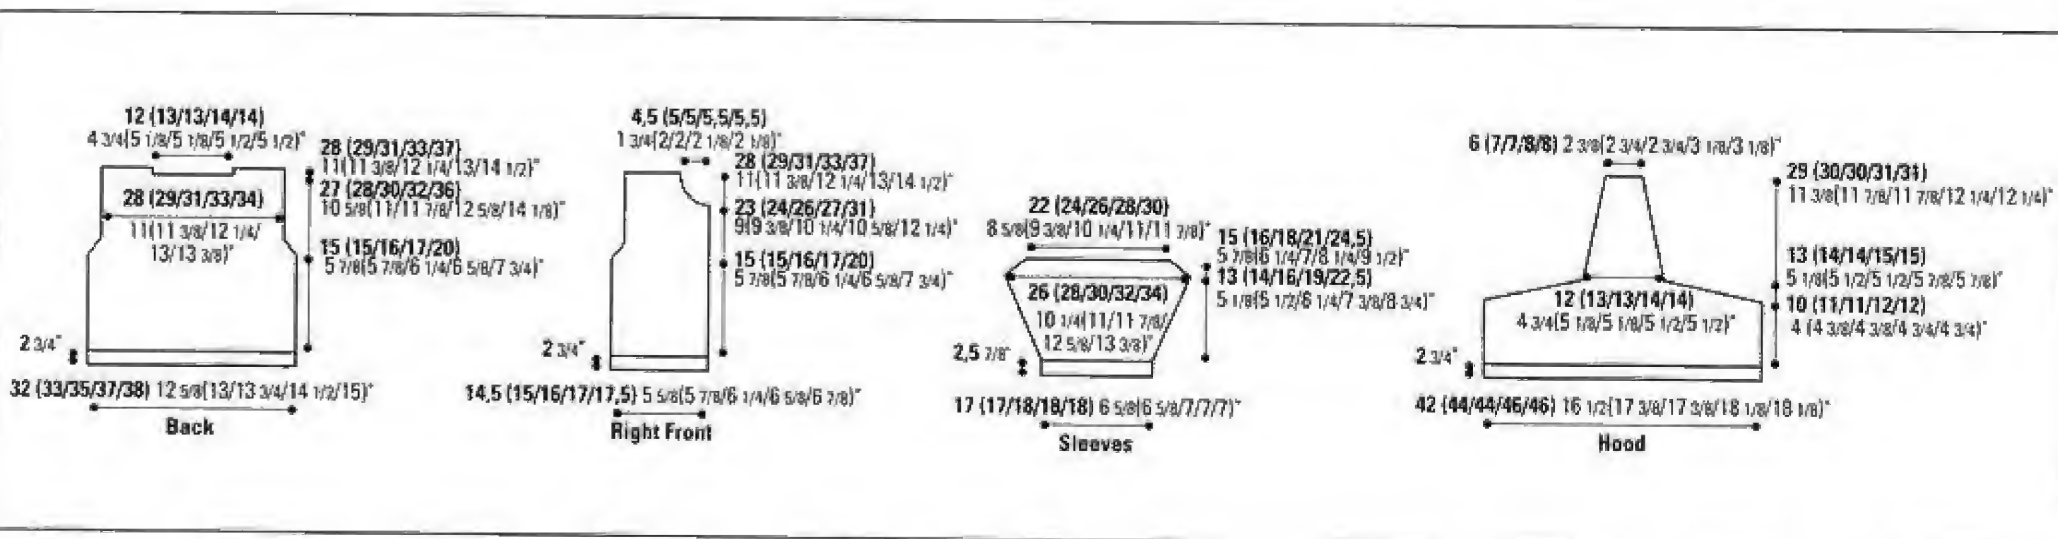 12 (13/13/14/14)
4 3/4(5 1/8/5 1/8/5 1/2/5 1/2)"
28 (29/31/33/37)
11(11 3/8/12 1/4/13/14 1/2)"
27 (28/30/32/36)
10 5/8(11/11 7/8/12 5/8/14 1/8)"
28 (29/31/33/34)
11(11 3/8/12 1/4/
13/13 3/8)"
15 (15/16/17/20)
5 7/8(5 7/8/6 1/4/6 5/8/7 3/4)"
2 3/4"
32 (33/35/37/38) 12 5/8(13/13 3/4/14 1/2/15)"
Back
4,5 (5/5/5,5/5,5)
1 3/4(2/2/2 1/8/2 1/8)"
28 (29/31/33/37)
11(11 3/8/12 1/4/13/14 1/2)"
23 (24/26/27/31)
9(9 3/8/10 1/4/10 5/8/12 1/4)"
15 (15/16/17/20)
5 7/8(5 7/8/6 1/4/6 5/8/7 3/4)"
2 3/4"
14,5 (15/16/17/17,5) 5 5/8(5 7/8/6 1/4/6 5/8/6 7/8)"
Right Front
22 (24/26/28/30)
8 5/8(9 3/8/10 1/4/11/11 7/8)"
15 (16/18/21/24,5)
5 7/8(6 1/4/7/8 1/4/9 1/2)"
13 (14/16/19/22,5)
5 1/8(5 1/2/6 1/4/7 3/8/8 3/4)"
26 (28/30/32/34)
10 1/4(11/11 7/8/
12 5/8/13 3/8)"
2,5 7/8"
17 (17/18/18/18) 6 5/8(6 5/8/7/7/7)"
Sleeves
6 (7/7/8/8) 2 3/8(2 3/4/2 3/4/3 1/8/3 1/8)"
29 (30/30/31/31)
11 3/8(11 7/8/11 7/8/12 1/4/12 1/4)"
13 (14/14/15/15)
5 1/8(5 1/2/5 1/2/5 7/8/5 7/8)"
12 (13/13/14/14)
4 3/4(5 1/8/5 1/8/5 1/2/5 1/2)"
10 (11/11/12/12)
4 (4 3/8/4 3/8/4 3/4/4 3/4)"
2 3/4"
42 (44/44/46/46) 16 1/2(17 3/8/17 3/8/18 1/8/18 1/8)"
Hood